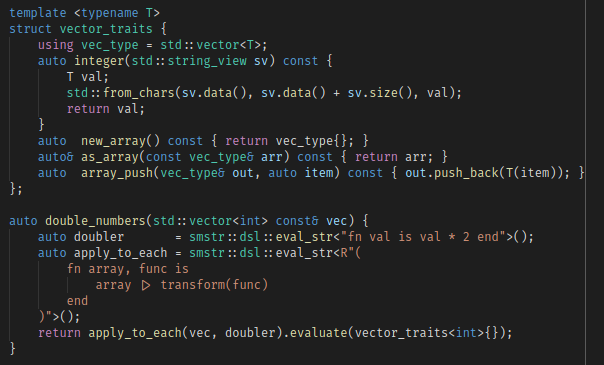 template <typename T>
struct vector_traits {
    using vec_type = std::vector<T>;
    auto integer(std::string_view sv) const {
        T val;
        std::from_chars(sv.data(), sv.data() + sv.size(), val);
        return val;
    }
    auto  new_array() const { return vec_type{}; }
    auto& as_array(const vec_type& arr) const { return arr; }
    auto  array_push(vec_type& out, auto item) const { out.push_back(T(item)); }
};

auto double_numbers(std::vector<int> const& vec) {
    auto doubler       = smstr::dsl::eval_str<"fn val is val * 2 end">();
    auto apply_to_each = smstr::dsl::eval_str<R"(
        fn array, func is
            array |> transform(func)
        end
    )">();
    return apply_to_each(vec, doubler).evaluate(vector_traits<int>{});
}